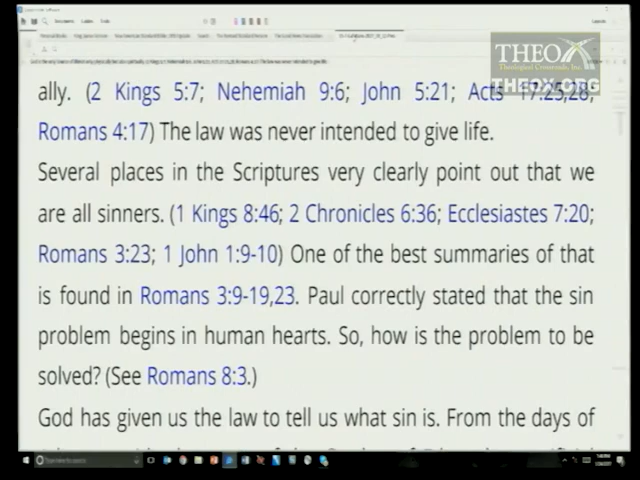 THEOX
THEOX.ORG
ally. (2 Kings 5:7; Nehemiah 9:6; John 5:21; Acts 17:25,28;
Romans 4:17) The law was never intended to give life.
Several places in the Scriptures very clearly point out that we
are all sinners. (1 Kings 8:46; 2 Chronicles 6:36; Ecclesiastes 7:20;
Romans 3:23; 1 John 1:9-10) One of the best summaries of that
is found in Romans 3:9-19,23. Paul correctly stated that the sin
problem begins in human hearts. So, how is the problem to be
solved? (See Romans 8:3.)
God has given us the law to tell us what sin is. From the days of